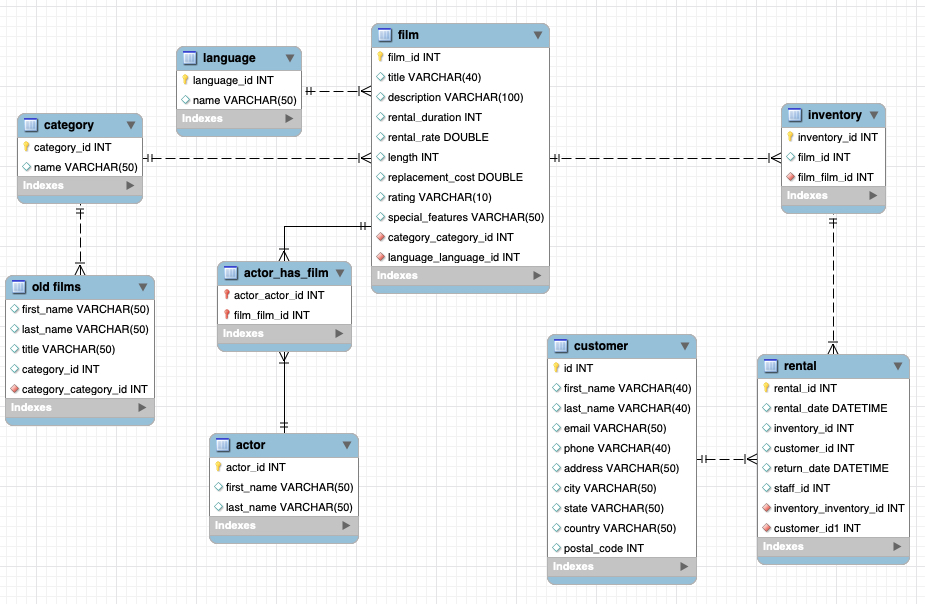 film
film_id INT
title VARCHAR(40)
description VARCHAR(100)
rental_duration INT
rental_rate DOUBLE
length INT
replacement_cost DOUBLE
rating VARCHAR(10)
special_features VARCHAR(50)
category_category_id INT
language_language_id INT
Indexes
language
language_id INT
name VARCHAR(50)
Indexes
category
category_id INT
name VARCHAR(50)
Indexes
inventory
inventory_id INT
film_id INT
film_film_id INT
Indexes
old films
first_name VARCHAR(50)
last_name VARCHAR(50)
title VARCHAR(50)
category_id INT
category_category_id INT
Indexes
actor_has_film
actor_actor_id INT
film_film_id INT
Indexes
customer
id INT
first_name VARCHAR(40)
last_name VARCHAR(40)
email VARCHAR(50)
phone VARCHAR(40)
address VARCHAR(50)
city VARCHAR(50)
state VARCHAR(50)
country VARCHAR(50)
postal_code INT
Indexes
rental
rental_id INT
rental_date DATETIME
inventory_id INT
customer_id INT
return_date DATETIME
staff_id INT
inventory_inventory_id INT
customer_id1 INT
Indexes
actor
actor_id INT
first_name VARCHAR(50)
last_name VARCHAR(50)
Indexes